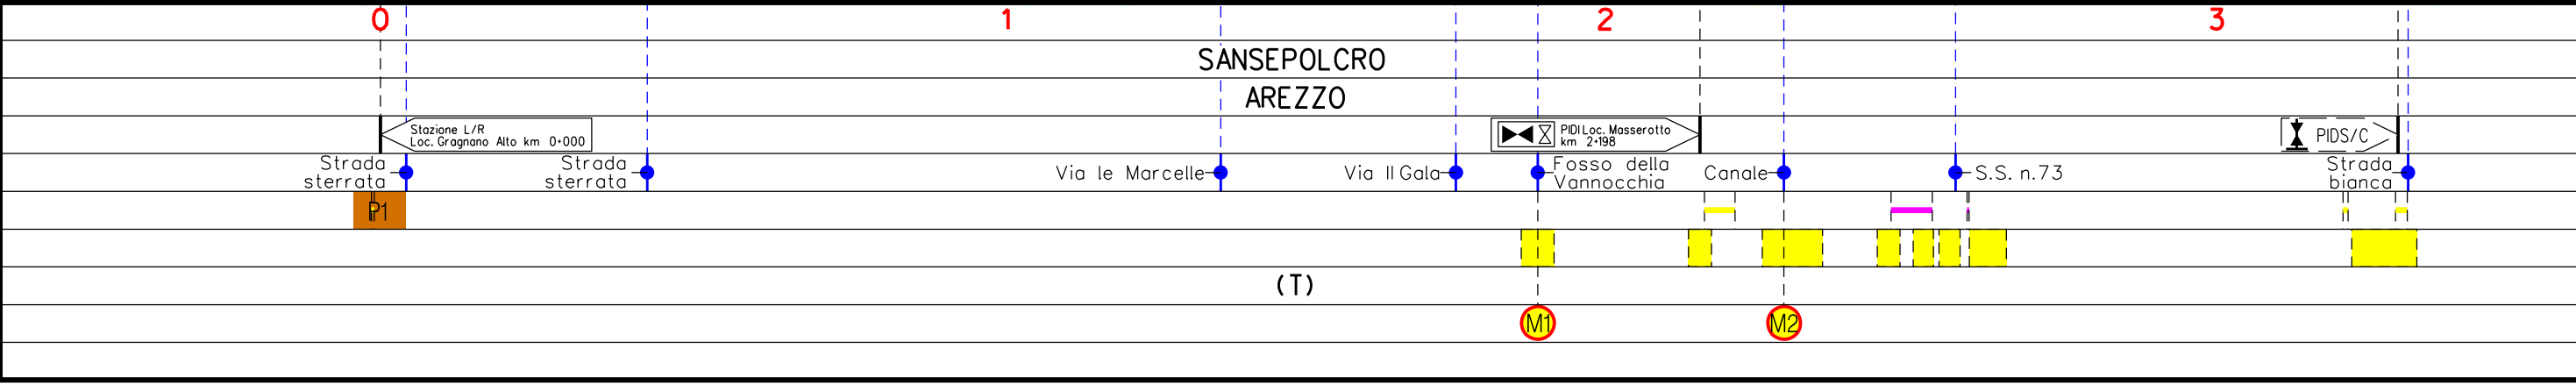 0 1 2 3
SANSEPOLCRO
AREZZO
Stazione L/R
Loc. Gragnano Alto km 0+000
PIDI Loc. Masserotto
km 2+198
PIDS/C
Strada
sterrata
Strada
sterrata
Via le Marcelle
Via II Gala
Fosso della
Vannocchia
Canale
S.S. n.73
Strada
bianca
P1
(T)
M1 M2